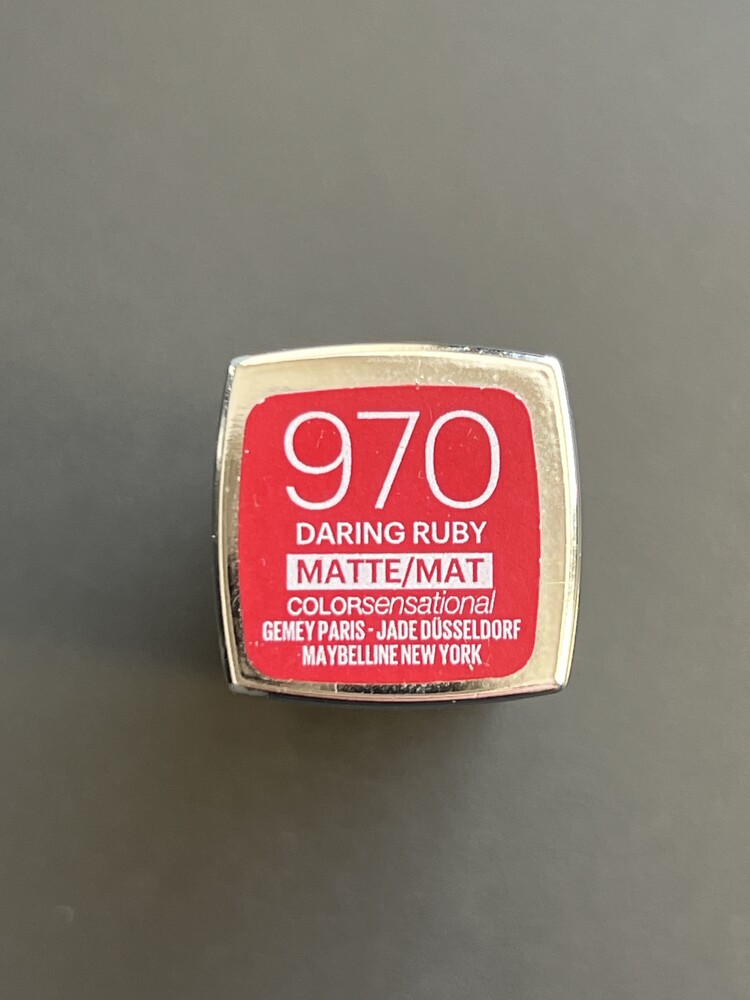 970
DARING RUBY
MATTE/MAT
COLORsensational
GEMEY PARIS - JADE DÜSSELDORF
MAYBELLINE NEW YORK